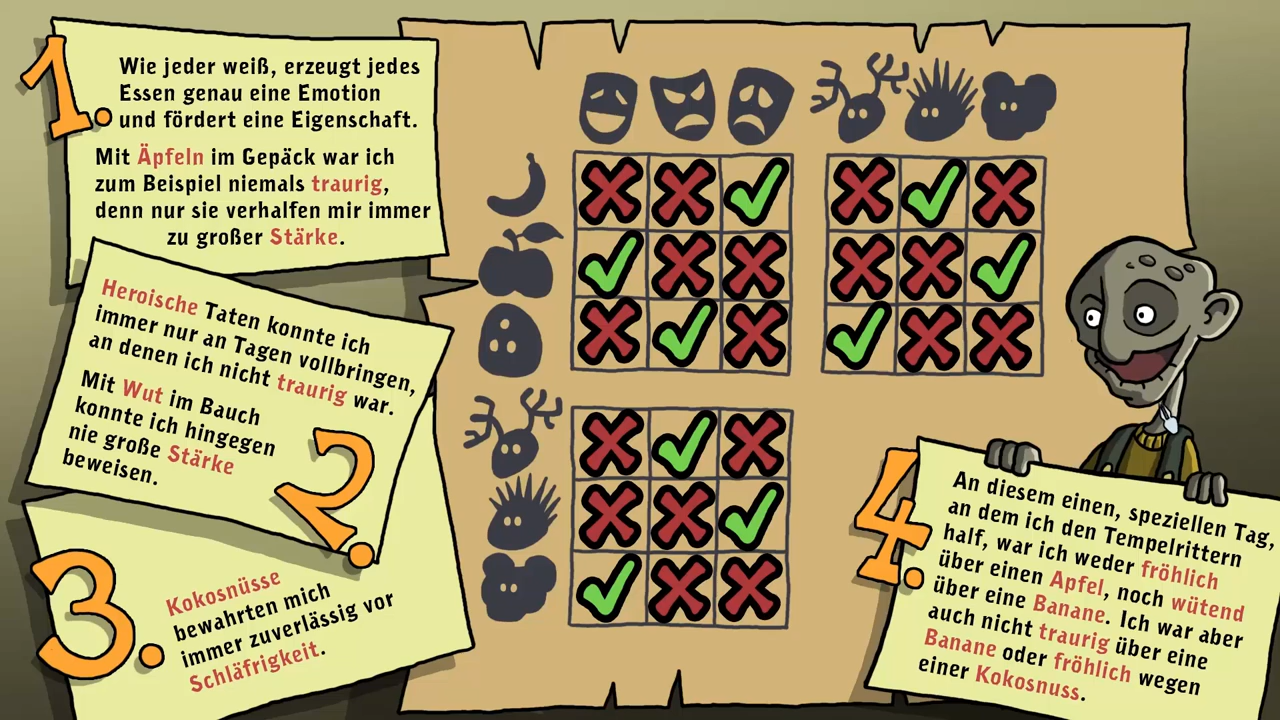 1.
Wie jeder weiß, erzeugt jedes
Essen genau eine Emotion
und fördert eine Eigenschaft.
Mit Äpfeln im Gepäck war ich
zum Beispiel niemals traurig,
denn nur sie verhalfen mir immer
zu großer Stärke.
Heroische Taten konnte ich
immer nur an Tagen vollbringen,
an denen ich nicht traurig war.
Mit Wut im Bauch
konnte ich hingegen
nie große Stärke
beweisen.
2.
3.
Kokosnüsse
bewahrten mich
immer zuverlässig vor
Schläfrigkeit.
4.
An diesem einen, speziellen Tag,
an dem ich den Tempelrittern
half, war ich weder fröhlich
über einen Apfel, noch wütend
über eine Banane. Ich war aber
auch nicht traurig über eine
Banane oder fröhlich wegen
einer Kokosnuss.